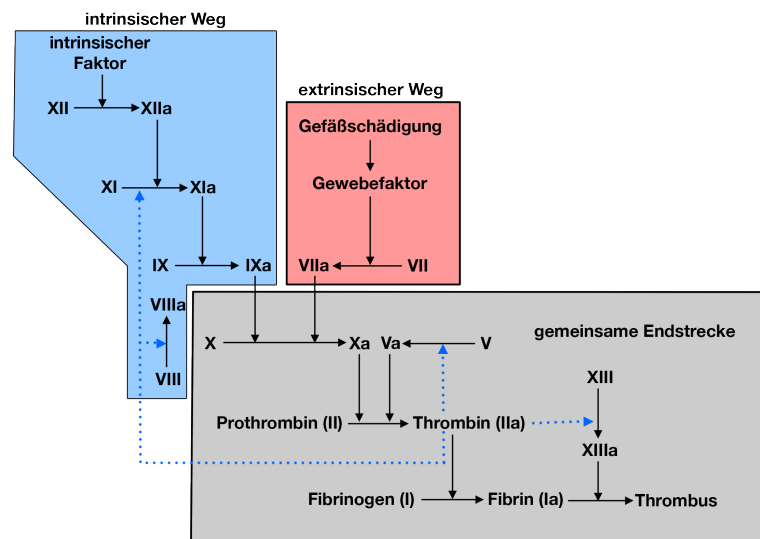 intrinsischer Weg
intrinsischer
Faktor
XII
XIIa
XI
XIa
IX
IXa
VIIIa
VIII
extrinsischer Weg
Gefäßschädigung
Gewebefaktor
VIIa
VII
gemeinsame Endstrecke
X
Xa
Va
V
XIII
Prothrombin (II)
Thrombin (IIa)
XIIIa
Fibrinogen (I)
Fibrin (Ia)
Thrombus